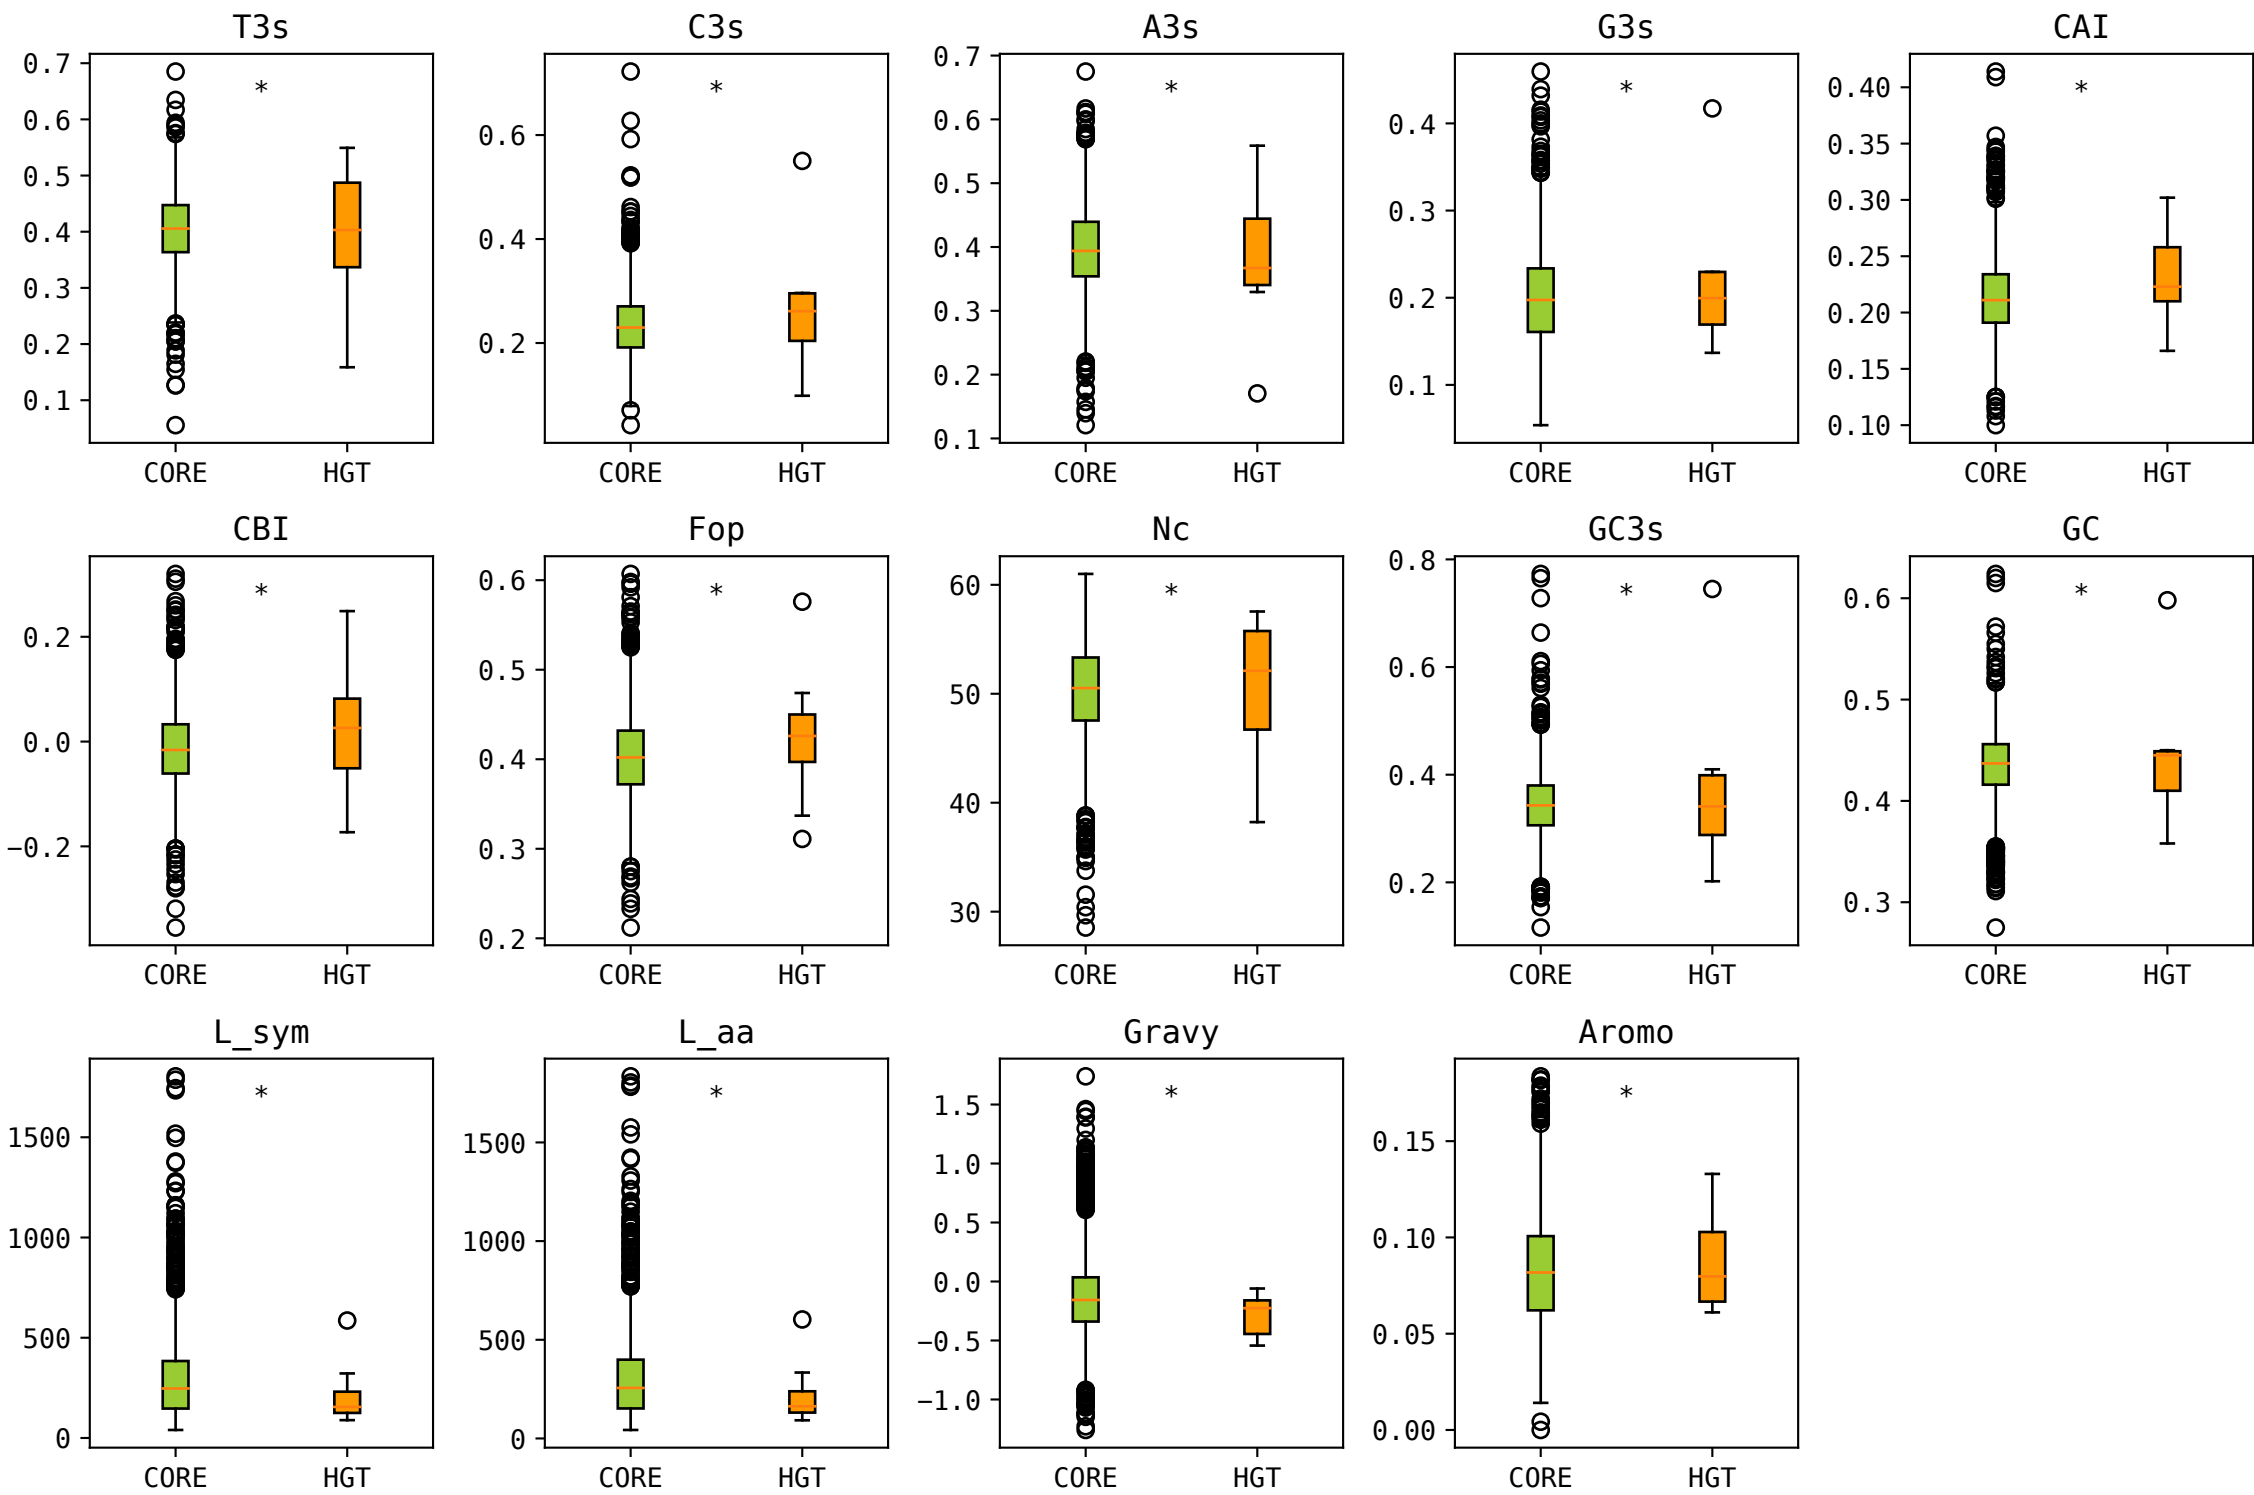 T3s C3s A3s G3s CAI
0.7 0.6 0.5 0.4 0.3 0.2 0.1
*
CORE HGT
0.6 0.4 0.2
*
CORE HGT
0.7 0.6 0.5 0.4 0.3 0.2 0.1
*
CORE HGT
0.4 0.3 0.2 0.1
*
CORE HGT
0.40 0.35 0.30 0.25 0.20 0.15 0.10
*
CORE HGT
CBI Fop Nc GC3s GC
0.2 0.0 −0.2
*
CORE HGT
0.6 0.5 0.4 0.3 0.2
*
CORE HGT
60 50 40 30
*
CORE HGT
0.8 0.6 0.4 0.2
*
CORE HGT
0.6 0.5 0.4 0.3
*
CORE HGT
L_sym L_aa Gravy Aromo
1500 1000 500 0
*
CORE HGT
1500 1000 500 0
*
CORE HGT
1.5 1.0 0.5 0.0 −0.5 −1.0
*
CORE HGT
0.15 0.10 0.05 0.00
*
CORE HGT